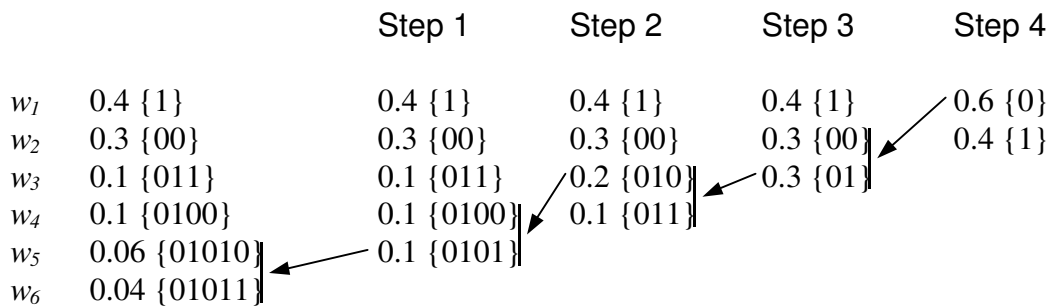 Step 1 Step 2 Step 3 Step 4
w1 0.4 {1} 0.4 {1} 0.4 {1} 0.4 {1} 0.6 {0}
w2 0.3 {00} 0.3 {00} 0.3 {00} 0.3 {00} 0.4 {1}
w3 0.1 {011} 0.1 {011} 0.2 {010} 0.3 {01}
w4 0.1 {0100} 0.1 {0100} 0.1 {011}
w5 0.06 {01010} 0.1 {0101}
w6 0.04 {01011}